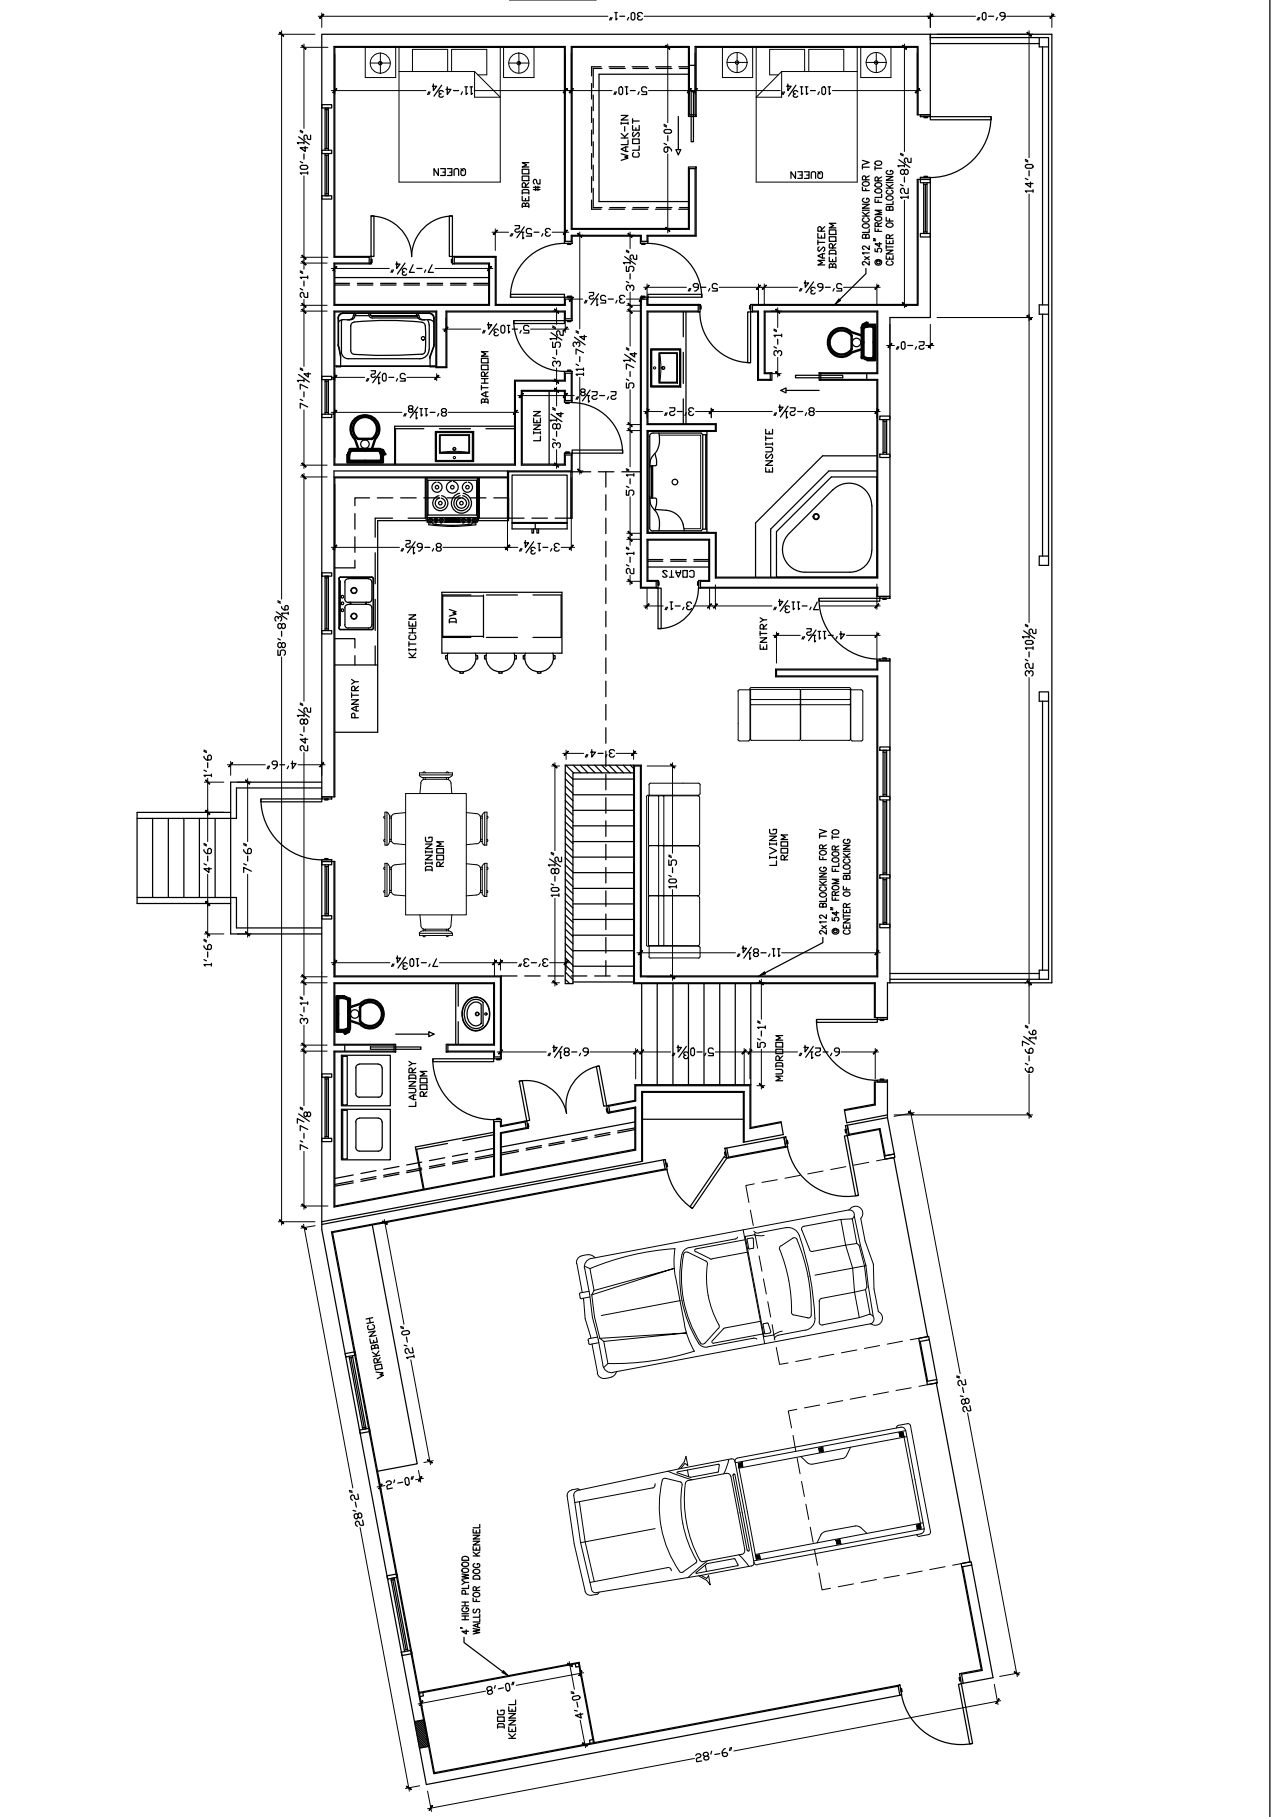 30'-1"
6'-0"
11'-4¾"
5'-10"
10'-11¾"
QUEEN
QUEEN
WALK-IN
CLOSET
9'-0"
BEDROOM
#2
10'-4½"
12'-8½"
14'-0"
MASTER
BEDROOM
2x12 BLOCKING FOR TV
@ 54" FROM FLOOR TO
CENTER OF BLOCKING
3'-5½"
3'-5½"
7'-7¾"
2'-1"
5'-6"
5'-6¾"
3'-5½"
5'-10¾"
3'-5½"
11'-7¾"
3'-1"
2'-0"
5'-0½"
BATHROOM
7'-7¼"
5'-7¼"
2'-2⅛"
8'-11⅛"
LINEN
3'-8¼"
3'-2"
8'-2¼"
ENSUITE
5'-1"
8'-6½"
3'-1¾"
2'-1"
COATS
3'-1"
7'-11¾"
DW
KITCHEN
ENTRY
4'-11½"
58'-8³⁄₁₆"
PANTRY
24'-8½"
32'-10½"
4'-6"
1'-6"
3'-4"
4'-6"
7'-6"
DINING
ROOM
10'-8½"
10'-5"
LIVING
ROOM
2x12 BLOCKING FOR TV
@ 54" FROM FLOOR TO
CENTER OF BLOCKING
1'-6"
7'-10¾"
3'-3"
11'-8¼"
3'-1"
6'-8¼"
5'-0¾"
5'-1"
MUDROOM
6'-2¼"
6'-6⁷⁄₁₆"
LAUNDRY
ROOM
7'-7⅞"
WORKBENCH
12'-0"
2'-0"
28'-2"
28'-2"
4' HIGH PLYWOOD
WALLS FOR DOG KENNEL
8'-0"
DOG
KENNEL
4'-0"
28'-6"